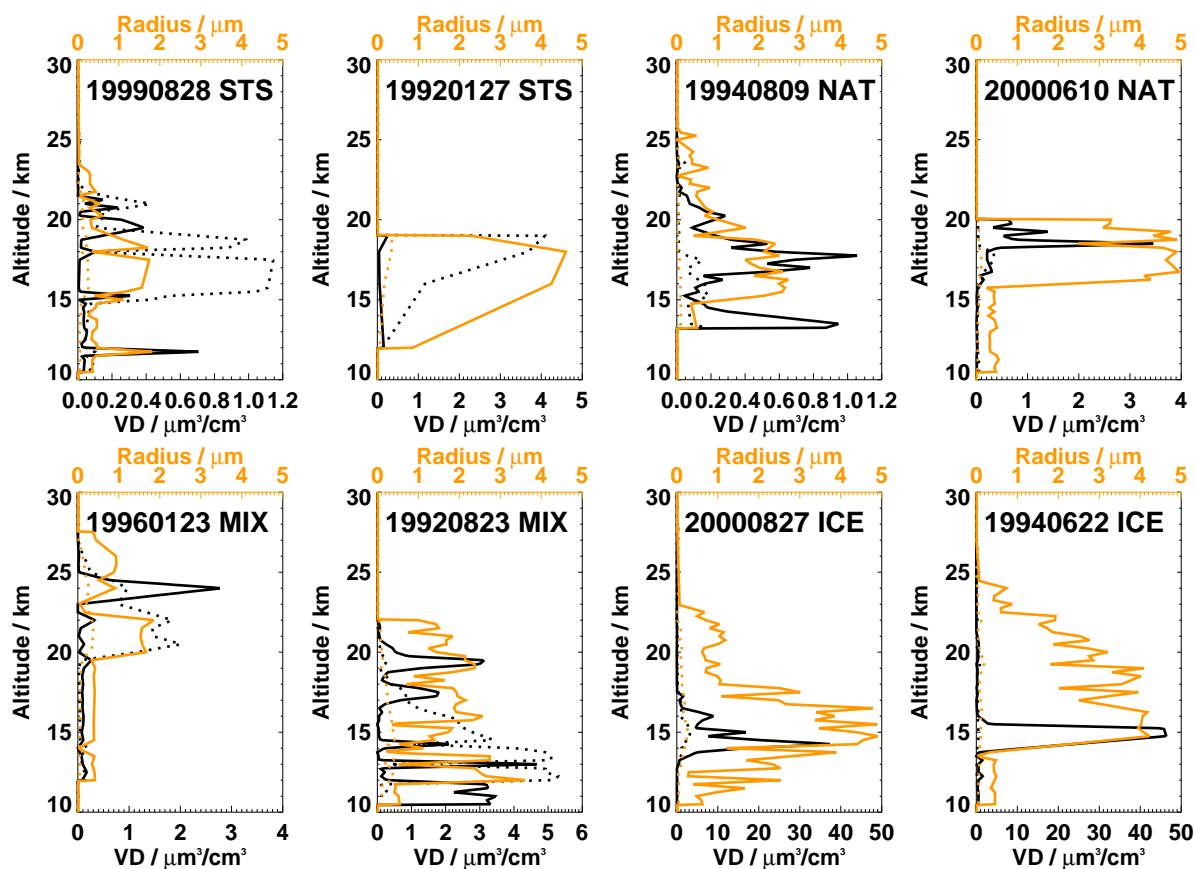 Radius / μm Radius / μm Radius / μm Radius / μm
0 1 2 3 4 5 0 1 2 3 4 5 0 1 2 3 4 5 0 1 2 3 4 5
30 30 30 30
19990828 STS 19920127 STS 19940809 NAT 20000610 NAT
25 25 25 25
Altitude / km Altitude / km Altitude / km Altitude / km
20 20 20 20
15 15 15 15
10 10 10 10
0.0 0.2 0.4 0.6 0.8 1.0 1.2 0 1 2 3 4 5 0.0 0.2 0.4 0.6 0.8 1.0 1.2 0 1 2 3 4
VD / μm³/cm³ VD / μm³/cm³ VD / μm³/cm³ VD / μm³/cm³
Radius / μm Radius / μm Radius / μm Radius / μm
0 1 2 3 4 5 0 1 2 3 4 5 0 1 2 3 4 5 0 1 2 3 4 5
30 30 30 30
19960123 MIX 19920823 MIX 20000827 ICE 19940622 ICE
25 25 25 25
Altitude / km Altitude / km Altitude / km Altitude / km
20 20 20 20
15 15 15 15
10 10 10 10
0 1 2 3 4 0 1 2 3 4 5 6 0 10 20 30 40 50 0 10 20 30 40 50
VD / μm³/cm³ VD / μm³/cm³ VD / μm³/cm³ VD / μm³/cm³